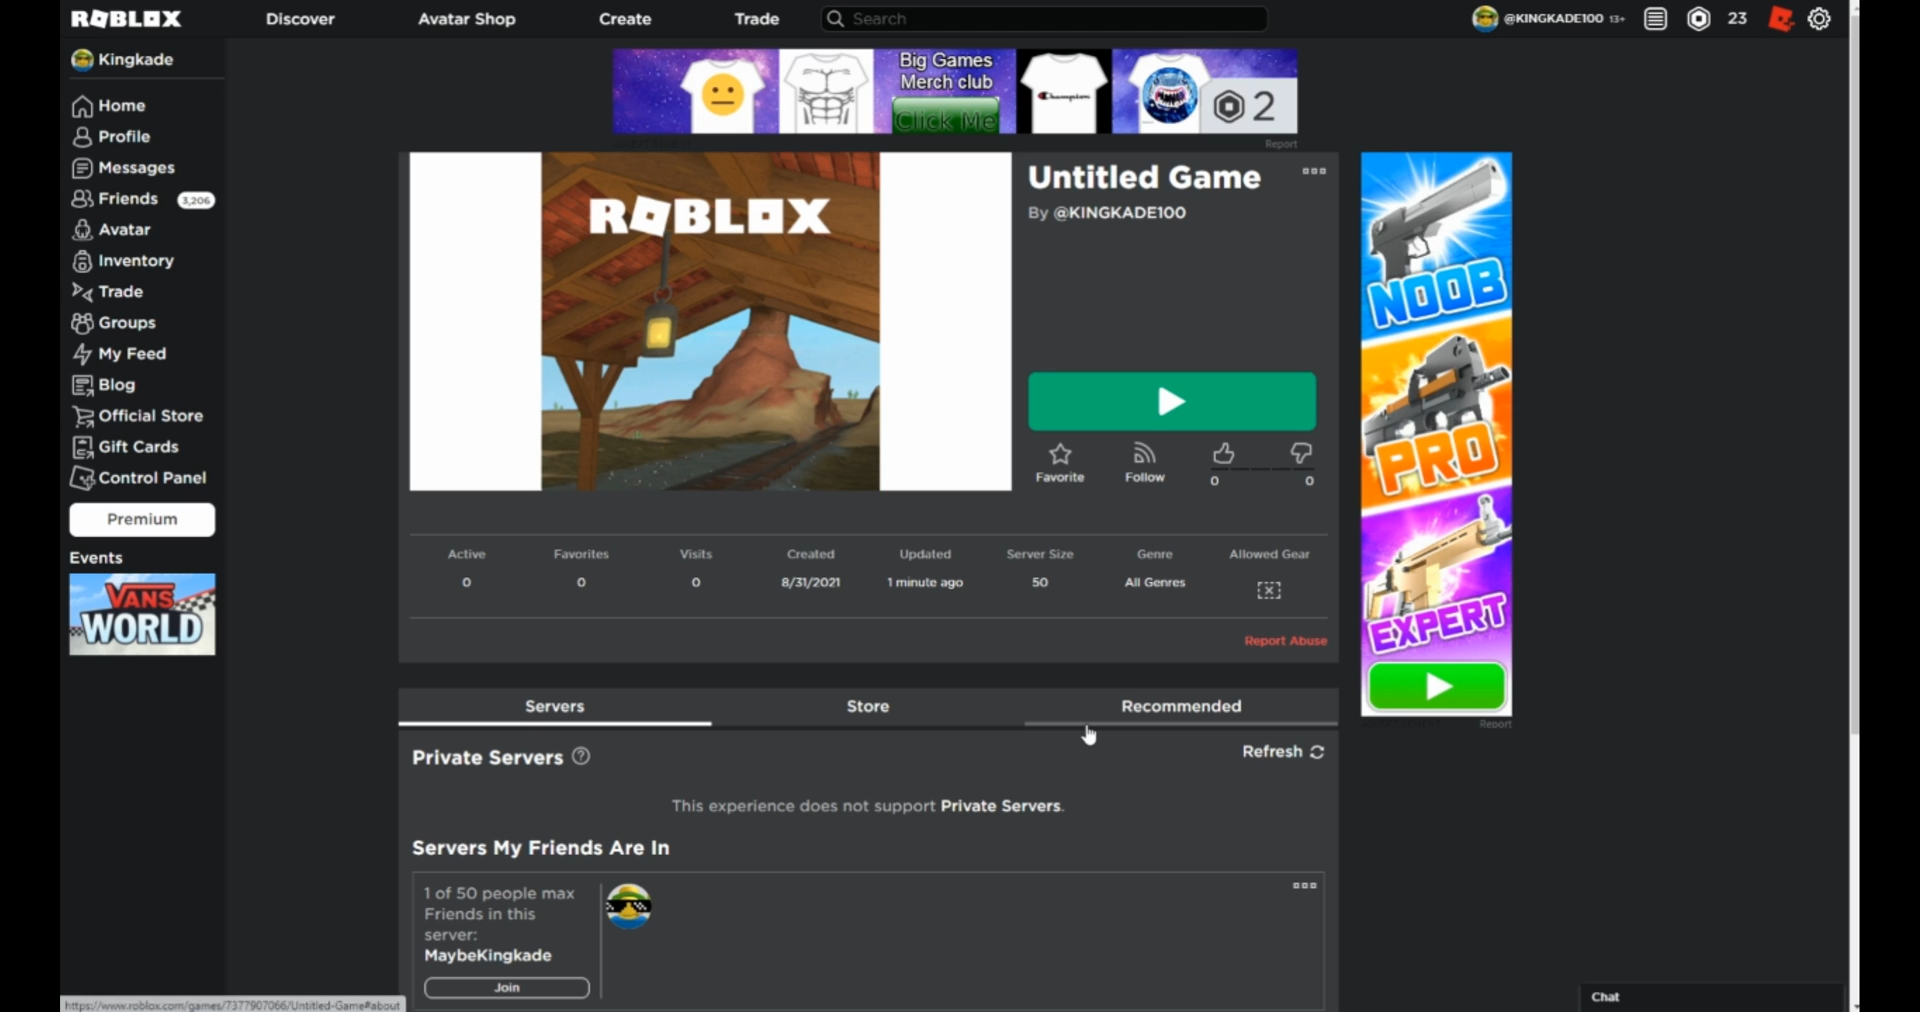 ROBLOX
Discover
Avatar Shop
Create
Trade
Search
@KINGKADE100 13+
23
Kingkade
Home
Profile
Messages
Friends 3,206
Avatar
Inventory
Trade
Groups
My Feed
Blog
Official Store
Gift Cards
Control Panel
Premium
Events
VANS
WORLD
Big Games
Merch club
Click Me
Champion
2
Report
ROBLOX
Untitled Game
By @KINGKADE100
Favorite
Follow
0
0
Active
Favorites
Visits
Created
Updated
Server Size
Genre
Allowed Gear
0
0
0
8/31/2021
1 minute ago
50
All Genres
Report Abuse
NOOB
PRO
EXPERT
Report
Servers
Store
Recommended
Private Servers
Refresh
This experience does not support Private Servers.
Servers My Friends Are In
1 of 50 people max
Friends in this
server:
MaybeKingkade
Join
https://www.roblox.com/games/7377907066/Untitled-Game#about
Chat